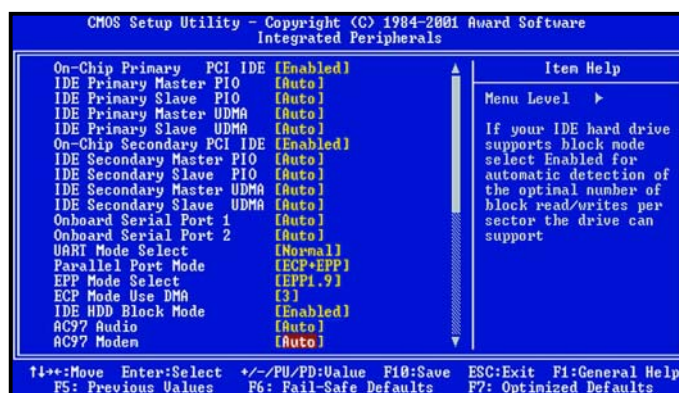 CMOS Setup Utility - Copyright (C) 1984-2001 Award Software
Integrated Peripherals
On-Chip Primary PCI IDE [Enabled]
IDE Primary Master PIO [Auto]
IDE Primary Slave PIO [Auto]
IDE Primary Master UDMA [Auto]
IDE Primary Slave UDMA [Auto]
On-Chip Secondary PCI IDE [Enabled]
IDE Secondary Master PIO [Auto]
IDE Secondary Slave PIO [Auto]
IDE Secondary Master UDMA [Auto]
IDE Secondary Slave UDMA [Auto]
Onboard Serial Port 1 [Auto]
Onboard Serial Port 2 [Auto]
UART Mode Select [Normal]
Parallel Port Mode [ECP+EPP]
EPP Mode Select [EPP1.9]
ECP Mode Use DMA [3]
IDE HDD Block Mode [Enabled]
AC97 Audio [Auto]
AC97 Modem [Auto]
Item Help
Menu Level ▶
If your IDE hard drive
supports block mode
select Enabled for
automatic detection of
the optimal number of
block read/writes per
sector the drive can
support
↑↓→←:Move Enter:Select +/-/PU/PD:Value F10:Save ESC:Exit F1:General Help
F5: Previous Values F6: Fail-Safe Defaults F7: Optimized Defaults